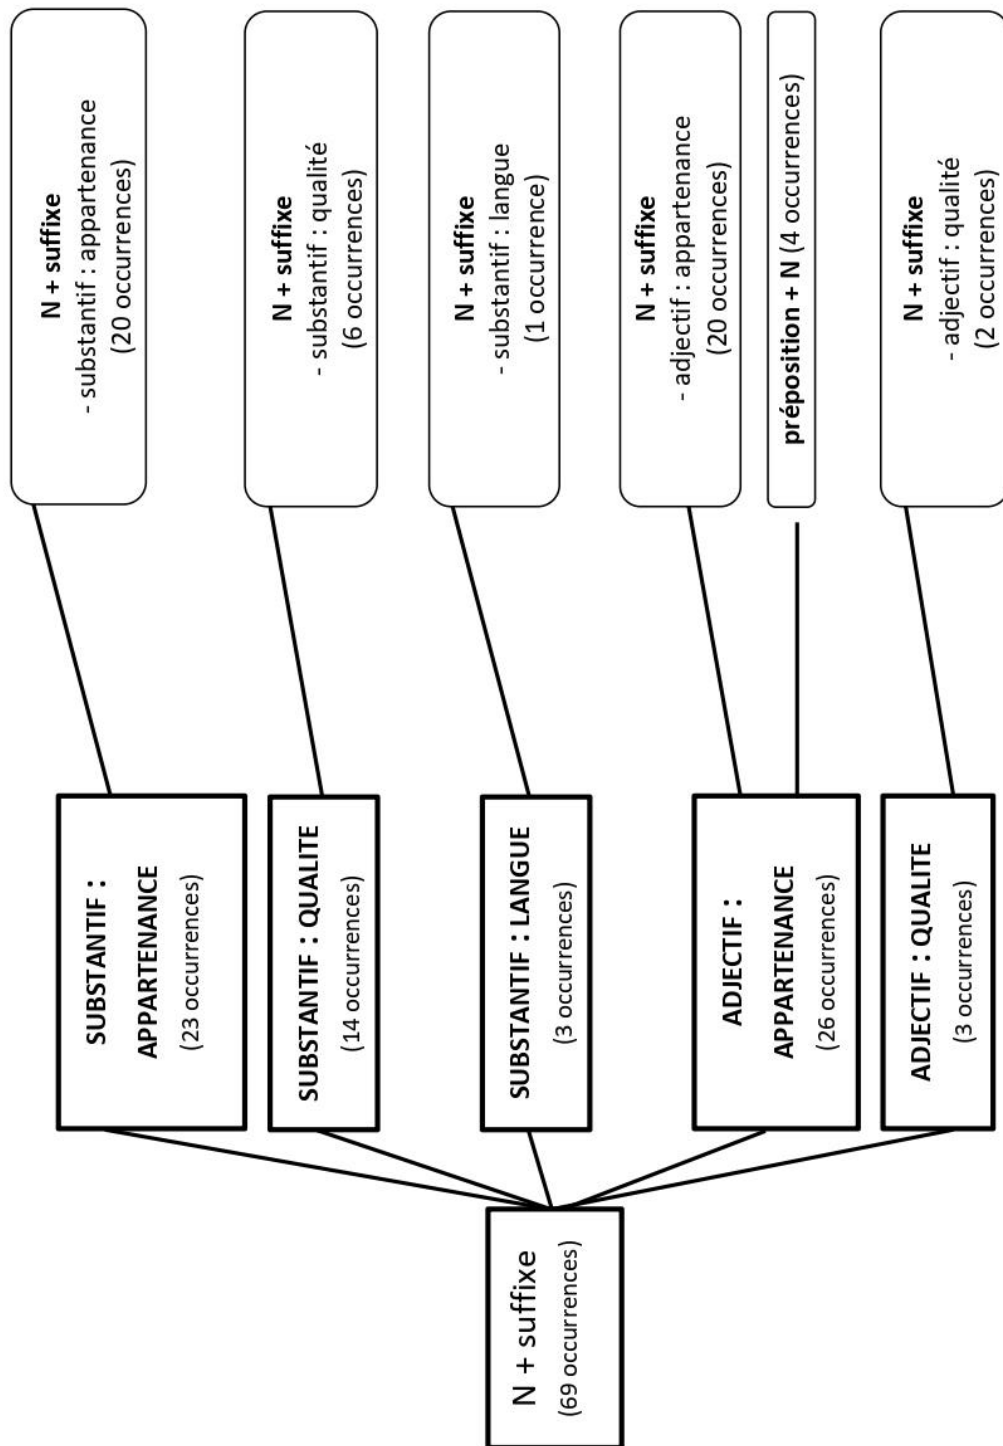 N + suffixe
(69 occurrences)
SUBSTANTIF :
APPARTENANCE
(23 occurrences)
SUBSTANTIF : QUALITE
(14 occurrences)
SUBSTANTIF : LANGUE
(3 occurrences)
ADJECTIF :
APPARTENANCE
(26 occurrences)
ADJECTIF : QUALITE
(3 occurrences)
N + suffixe
- substantif : appartenance
(20 occurrences)
N + suffixe
- substantif : qualité
(6 occurrences)
N + suffixe
- substantif : langue
(1 occurrence)
N + suffixe
- adjectif : appartenance
(20 occurrences)
préposition + N (4 occurrences)
N + suffixe
- adjectif : qualité
(2 occurrences)